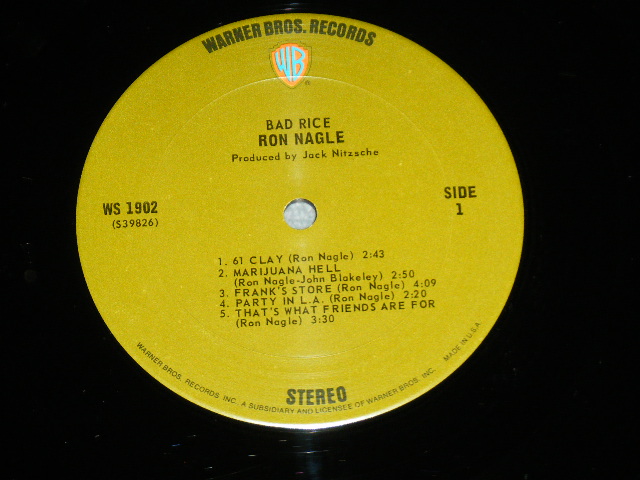 WARNER BROS. RECORDS
WB
®
BAD RICE
RON NAGLE
Produced by Jack Nitzsche
WS 1902
(S39826)
SIDE
1
1. 61 CLAY (Ron Nagle) 2:43
2. MARIJUANA HELL
(Ron Nagle-John Blakeley) 2:50
3. FRANK'S STORE (Ron Nagle) 4:09
4. PARTY IN L.A. (Ron Nagle) 2:20
5. THAT'S WHAT FRIENDS ARE FOR
(Ron Nagle) 3:30
STEREO
WARNER BROS. RECORDS INC. A SUBSIDIARY AND LICENSEE OF WARNER BROS. INC. MADE IN U.S.A.